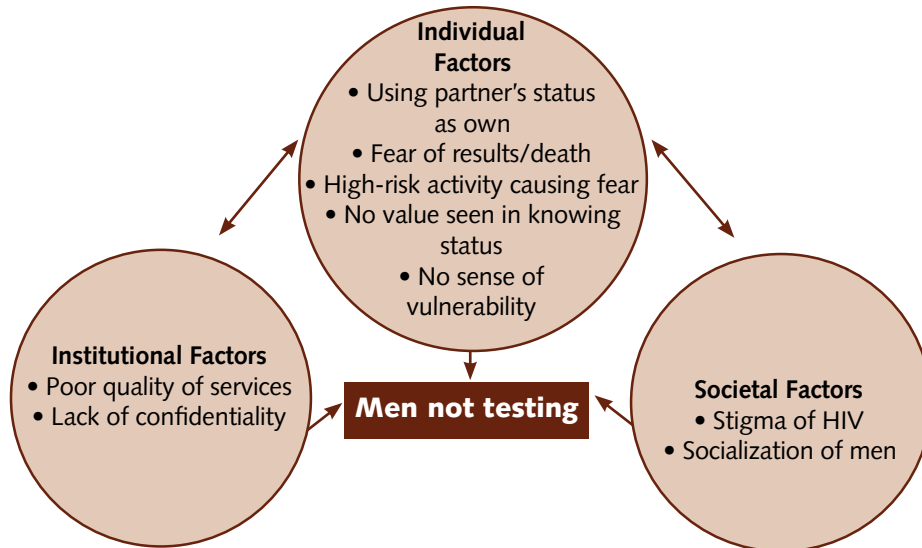 Individual
Factors
• Using partner's status
as own
• Fear of results/death
• High-risk activity causing fear
• No value seen in knowing
status
• No sense of
vulnerability
Institutional Factors
• Poor quality of services
• Lack of confidentiality
Men not testing
Societal Factors
• Stigma of HIV
• Socialization of men